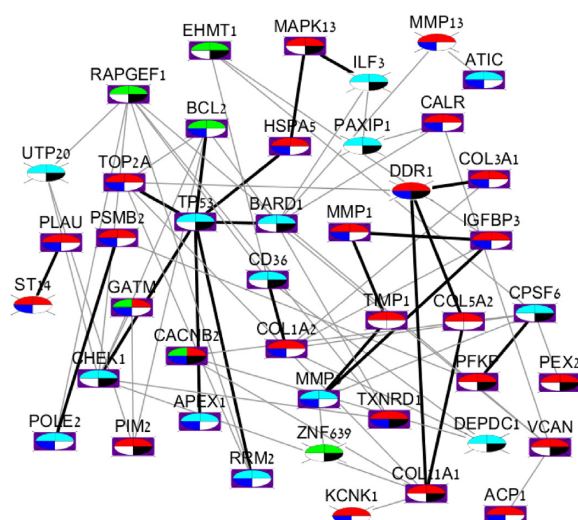 EHMT1
MAPK13
MMP13
ILF3
ATIC
RAPGEF1
BCL2
HSPA5
PAXIP1
CALR
UTP20
TOP2A
DDR1
COL3A1
PLAU
PSMB2
TP53
BARD1
MMP1
IGFBP3
ST14
GATM
CD36
TIMP1
COL5A2
CPSF6
CHEK1
CACNB2
COL1A2
MMP
PFKP
PEX2
POLE2
PIM2
APEX1
RRM2
ZNF639
TXNRD1
DEPDC1
VCAN
KCNK1
COL11A1
ACP1